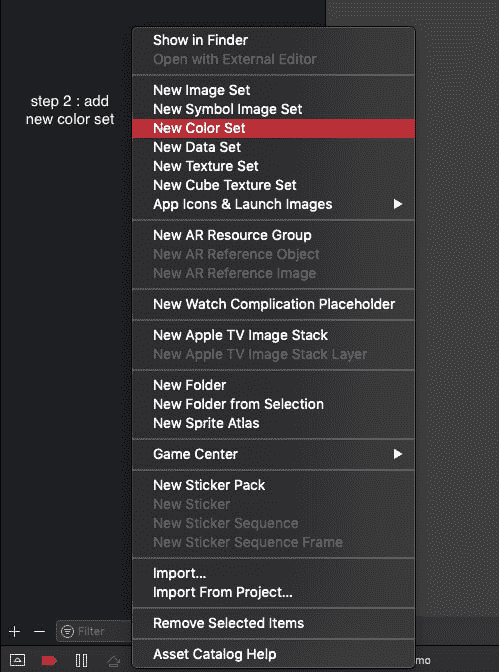 Show in Finder
Open with External Editor
step 2 : add
new color set
New Image Set
New Symbol Image Set
New Color Set
New Data Set
New Texture Set
New Cube Texture Set
App Icons & Launch Images
New AR Resource Group
New AR Reference Object
New AR Reference Image
New Watch Complication Placeholder
New Apple TV Image Stack
New Apple TV Image Stack Layer
New Folder
New Folder from Selection
New Sprite Atlas
Game Center
New Sticker Pack
New Sticker
New Sticker Sequence
New Sticker Sequence Frame
Import...
Import From Project...
Remove Selected Items
Asset Catalog Help
Filter
mo